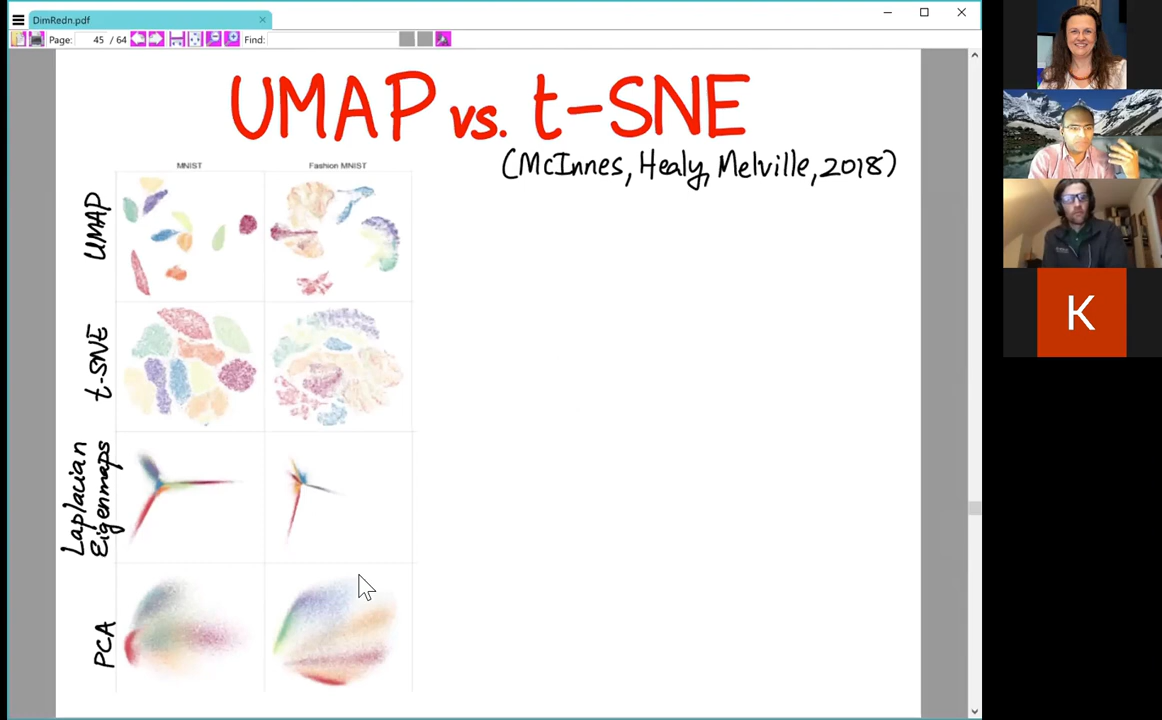 DimRedn.pdf
Page: 45 / 64 Find:
UMAP vs. t-SNE
(McInnes, Healy, Melville, 2018)
MNIST Fashion MNIST
UMAP
t-SNE
Laplacian
Eigenmaps
PCA
K